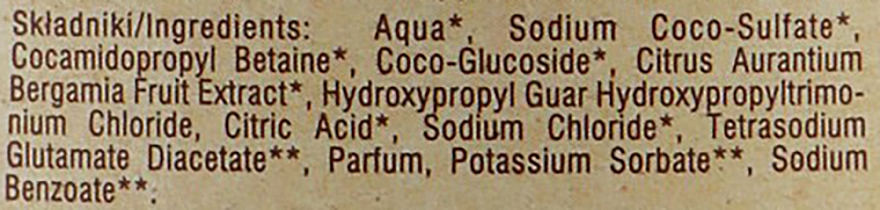 Składniki/Ingredients: Aqua*, Sodium Coco-Sulfate*,
Cocamidopropyl Betaine*, Coco-Glucoside*, Citrus Aurantium
Bergamia Fruit Extract*, Hydroxypropyl Guar Hydroxypropyltrimo-
nium Chloride, Citric Acid*, Sodium Chloride*, Tetrasodium
Glutamate Diacetate**, Parfum, Potassium Sorbate**, Sodium
Benzoate**.